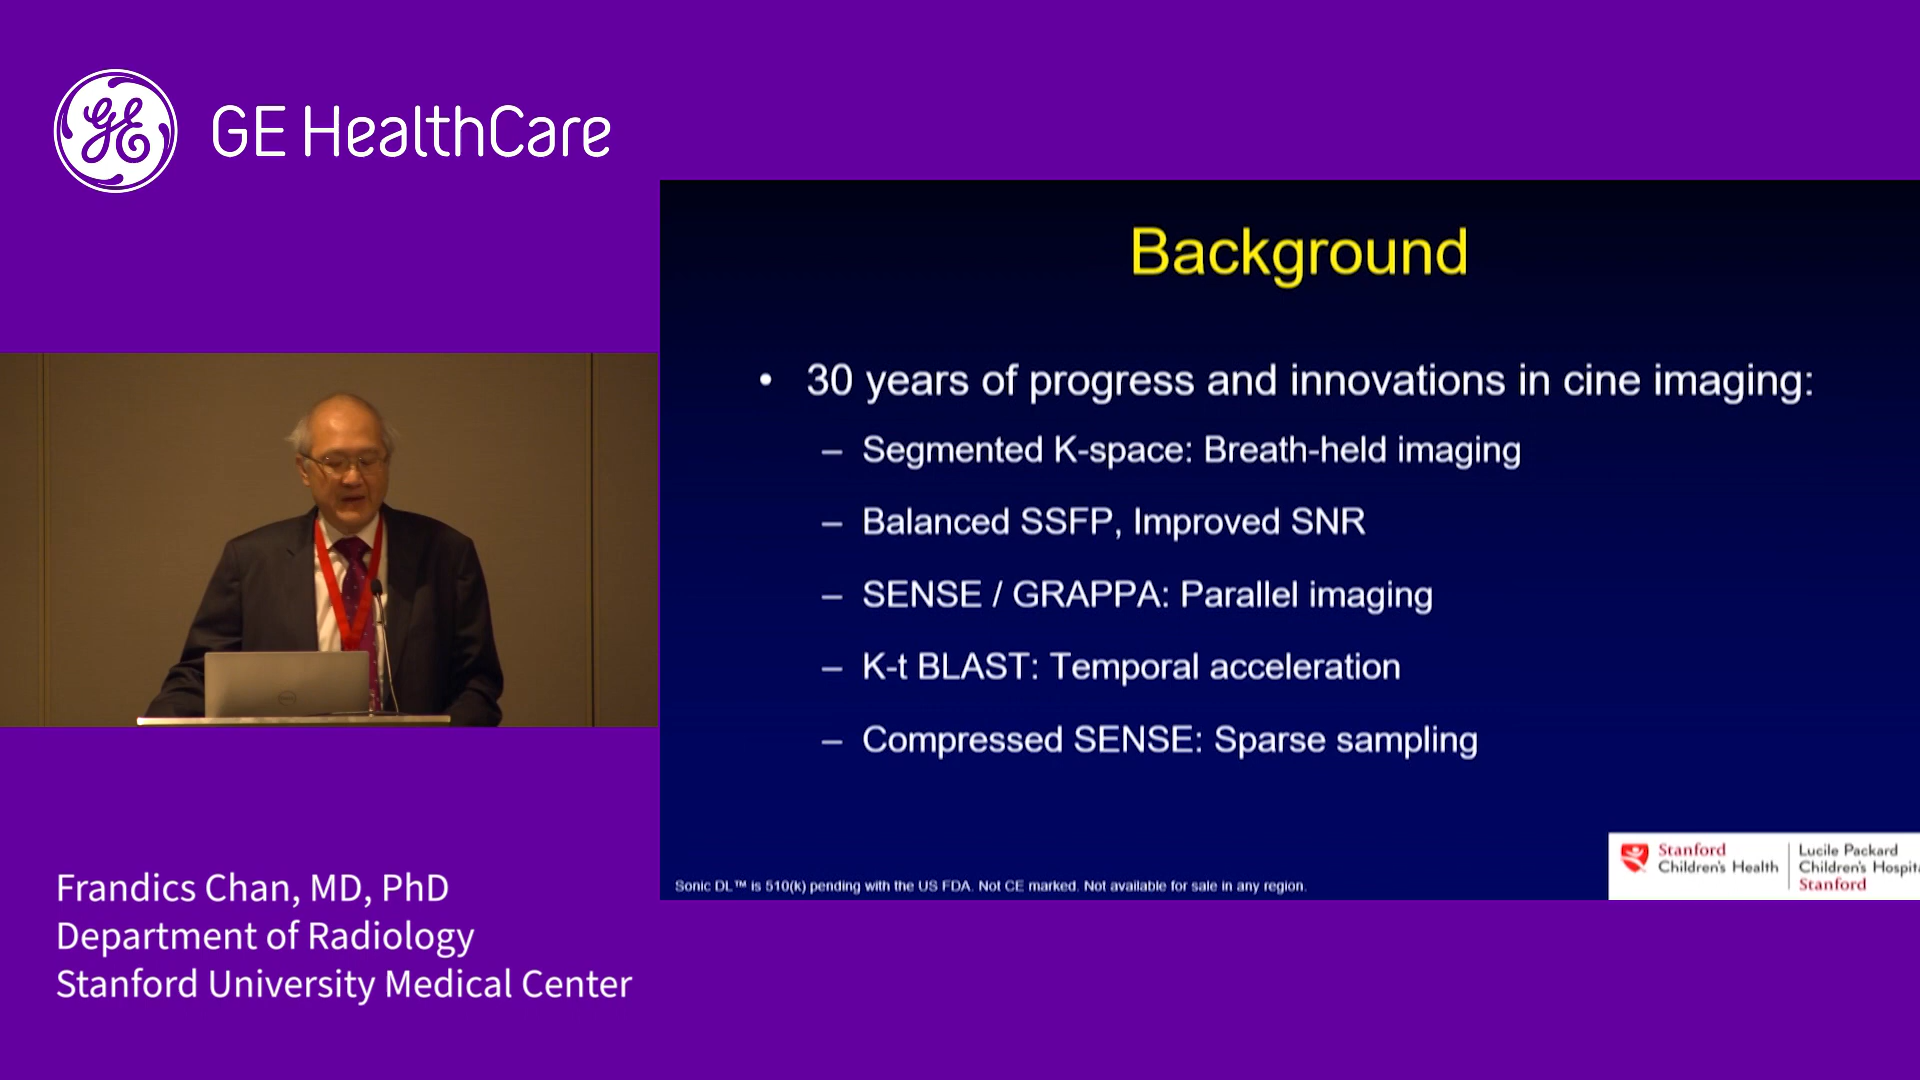 GE HealthCare
Background
• 30 years of progress and innovations in cine imaging:
– Segmented K-space: Breath-held imaging
– Balanced SSFP, Improved SNR
– SENSE / GRAPPA: Parallel imaging
– K-t BLAST: Temporal acceleration
– Compressed SENSE: Sparse sampling
Sonic DL™ is 510(k) pending with the US FDA. Not CE marked. Not available for sale in any region.
Stanford
Children's Health
Lucile Packard
Children's
Stanford
Frandics Chan, MD, PhD
Department of Radiology
Stanford University Medical Center